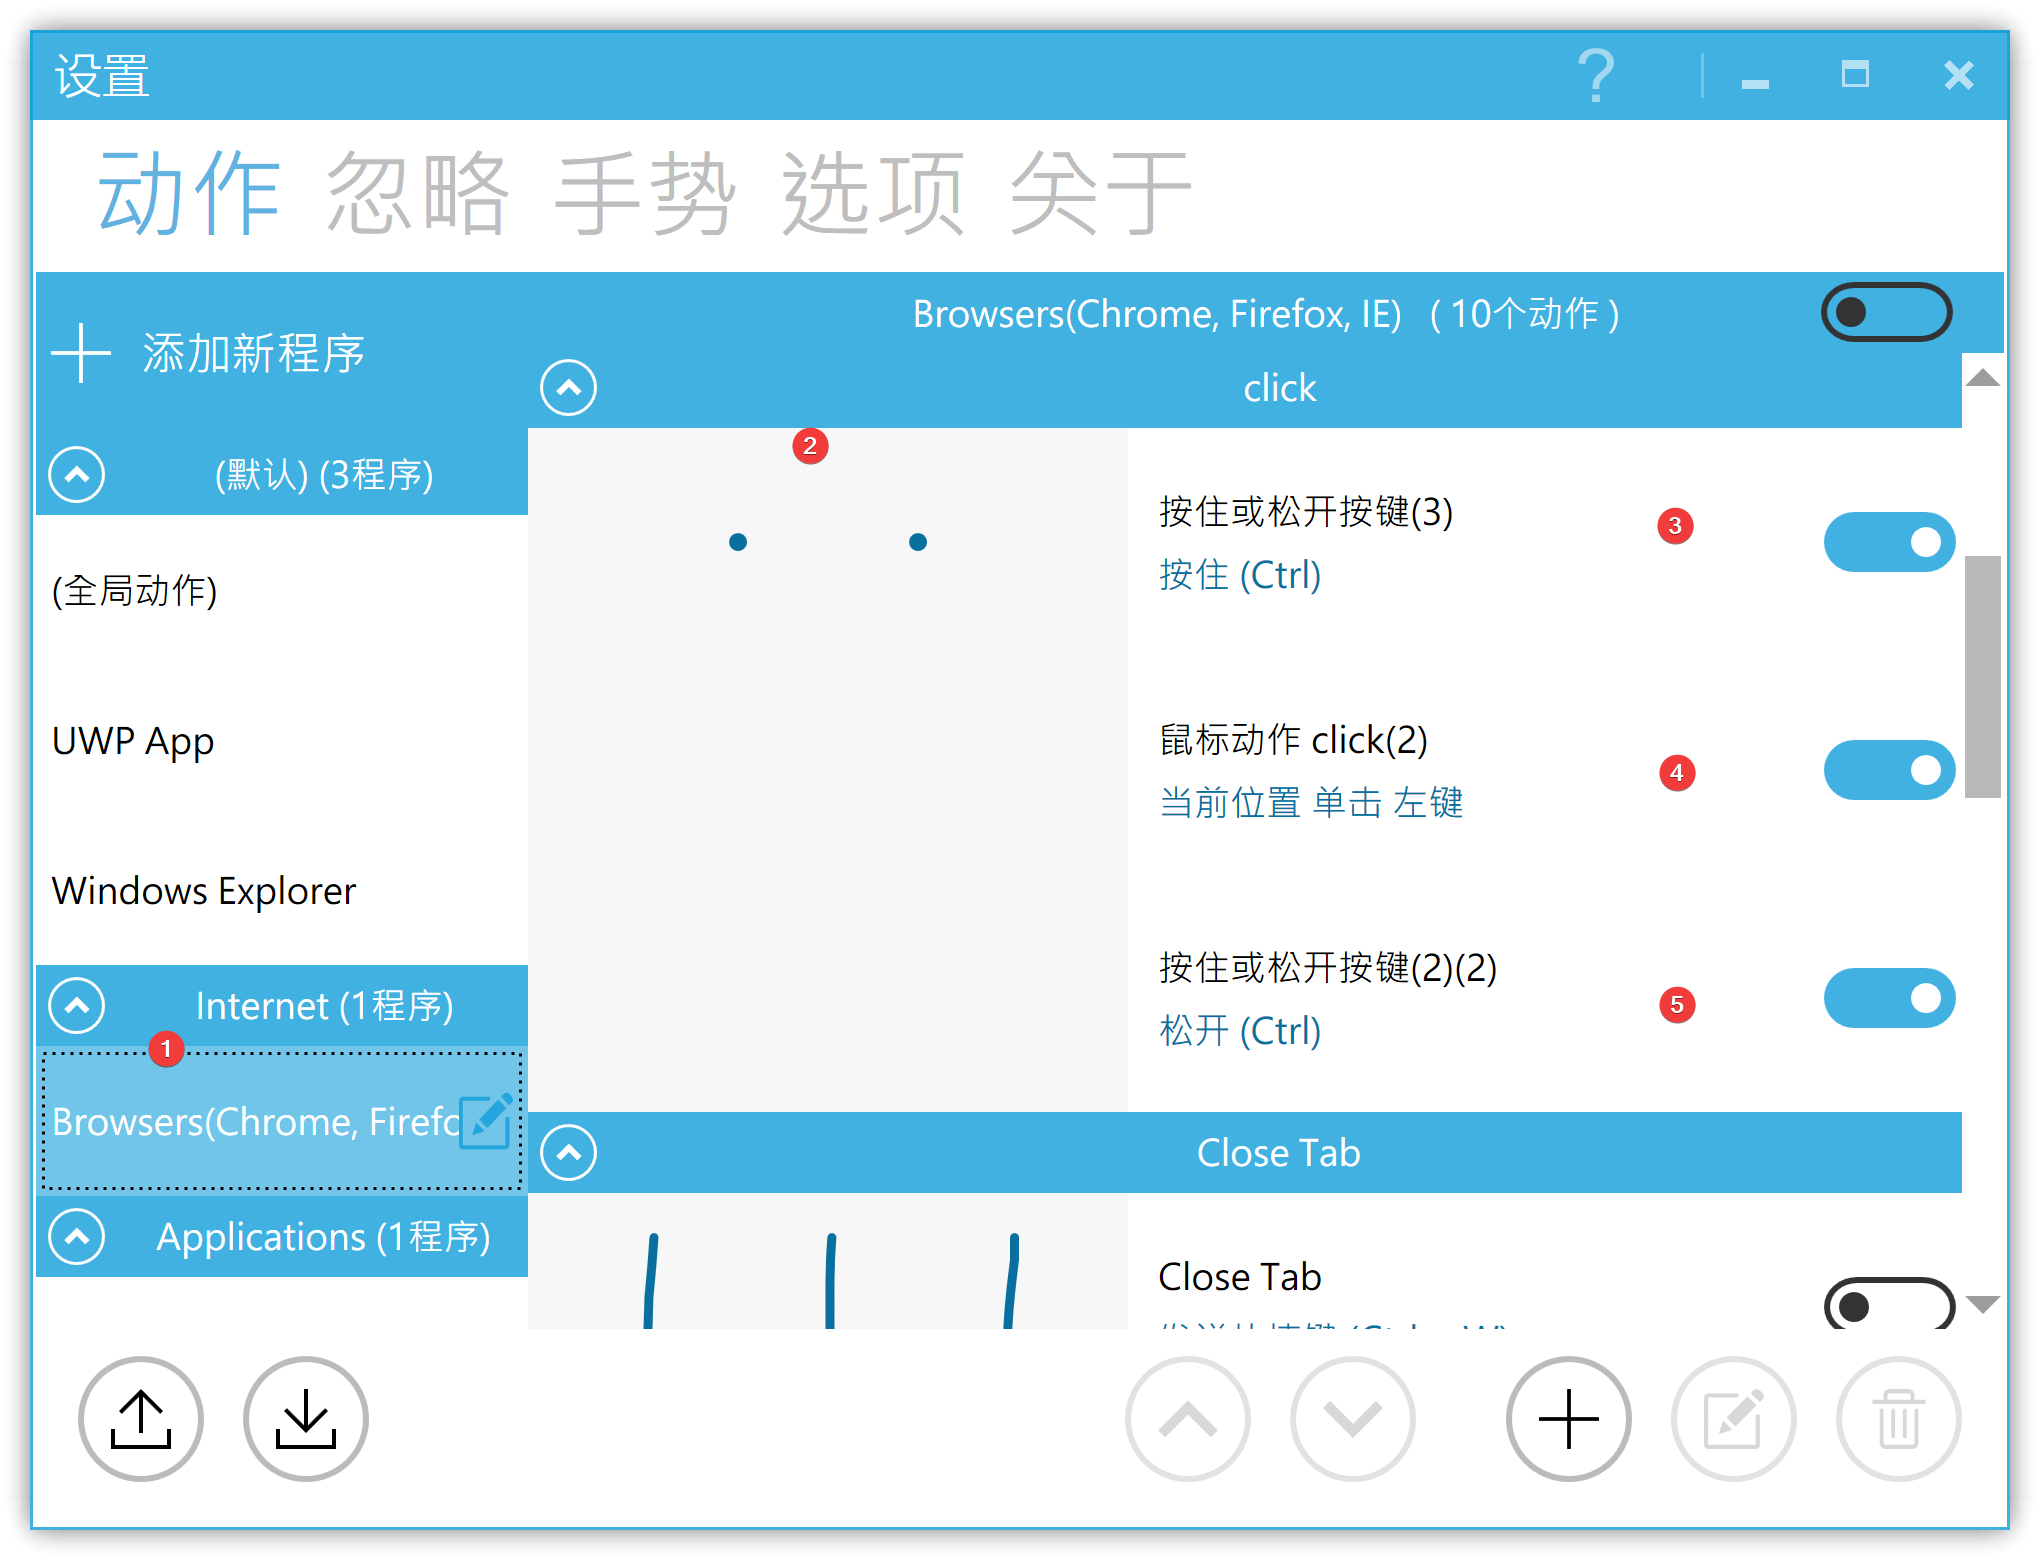 设置
动作 忽略 手势 选项 关于
添加新程序
Browsers(Chrome, Firefox, IE) ( 10个动作 )
click
(默认) (3程序)
2
按住或松开按键(3)
3
按住 (Ctrl)
(全局动作)
鼠标动作 click(2)
4
当前位置 单击 左键
UWP App
Windows Explorer
按住或松开按键(2)(2)
5
松开 (Ctrl)
Internet (1程序)
1
Browsers(Chrome, Firefo
Close Tab
Applications (1程序)
Close Tab